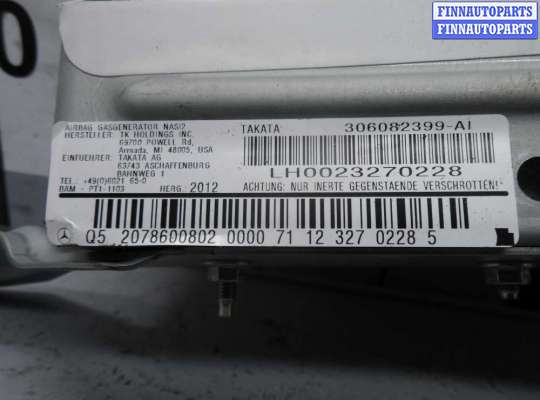 FINNAUTOPARTS
FINNAUTOPARTS
AIRBAG GASGENERATOR NASI2
HERSTELLER: TK HOLDINGS INC.
69700 POWELL Rd,
Armada, MI 48005, USA
EINFUEHRER: TAKATA AG
63743 ASCHAFFENBURG
BAHNWEG 1
TEL.: +49(0)6021 65-0
BAM - PT1-1103 HERG.: 2012
TAKATA: 306082399-AI
LH0023270228
ACHTUNG: NUR INERTE GEGENSTAENDE VERSCHROTTEN!
Q5 2078600802 0000 71 12 327 0228 5